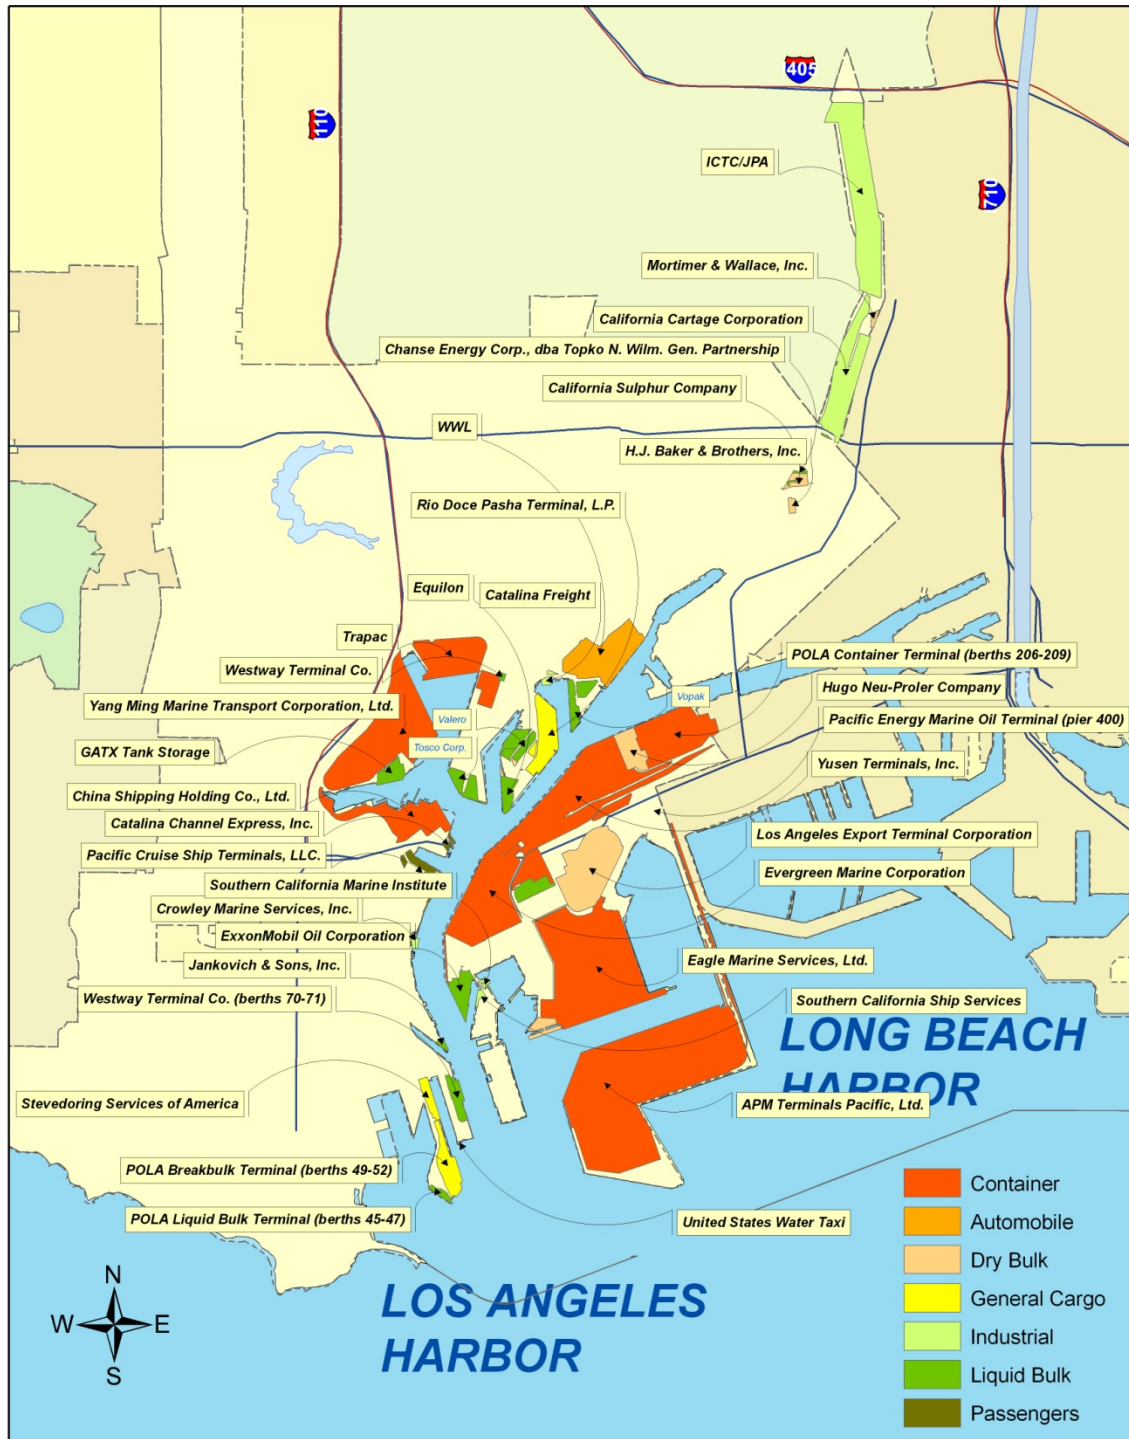 405
110
710
ICTC/JPA
Mortimer & Wallace, Inc.
California Cartage Corporation
Chanse Energy Corp., dba Topko N. Wilm. Gen. Partnership
California Sulphur Company
WWL
H.J. Baker & Brothers, Inc.
Rio Doce Pasha Terminal, L.P.
Equilon
Catalina Freight
Trapac
Westway Terminal Co.
POLA Container Terminal (berths 206-209)
Hugo Neu-Proler Company
Yang Ming Marine Transport Corporation, Ltd.
Vopak
Valero
Pacific Energy Marine Oil Terminal (pier 400)
GATX Tank Storage
Tosco Corp.
Yusen Terminals, Inc.
China Shipping Holding Co., Ltd.
Catalina Channel Express, Inc.
Los Angeles Export Terminal Corporation
Pacific Cruise Ship Terminals, LLC.
Evergreen Marine Corporation
Southern California Marine Institute
Crowley Marine Services, Inc.
ExxonMobil Oil Corporation
Jankovich & Sons, Inc.
Eagle Marine Services, Ltd.
Westway Terminal Co. (berths 70-71)
Southern California Ship Services
LONG BEACH
HARBOR
Stevedoring Services of America
APM Terminals Pacific, Ltd.
POLA Breakbulk Terminal (berths 49-52)
POLA Liquid Bulk Terminal (berths 45-47)
United States Water Taxi
LOS ANGELES
HARBOR
N
W
E
S
Container
Automobile
Dry Bulk
General Cargo
Industrial
Liquid Bulk
Passengers